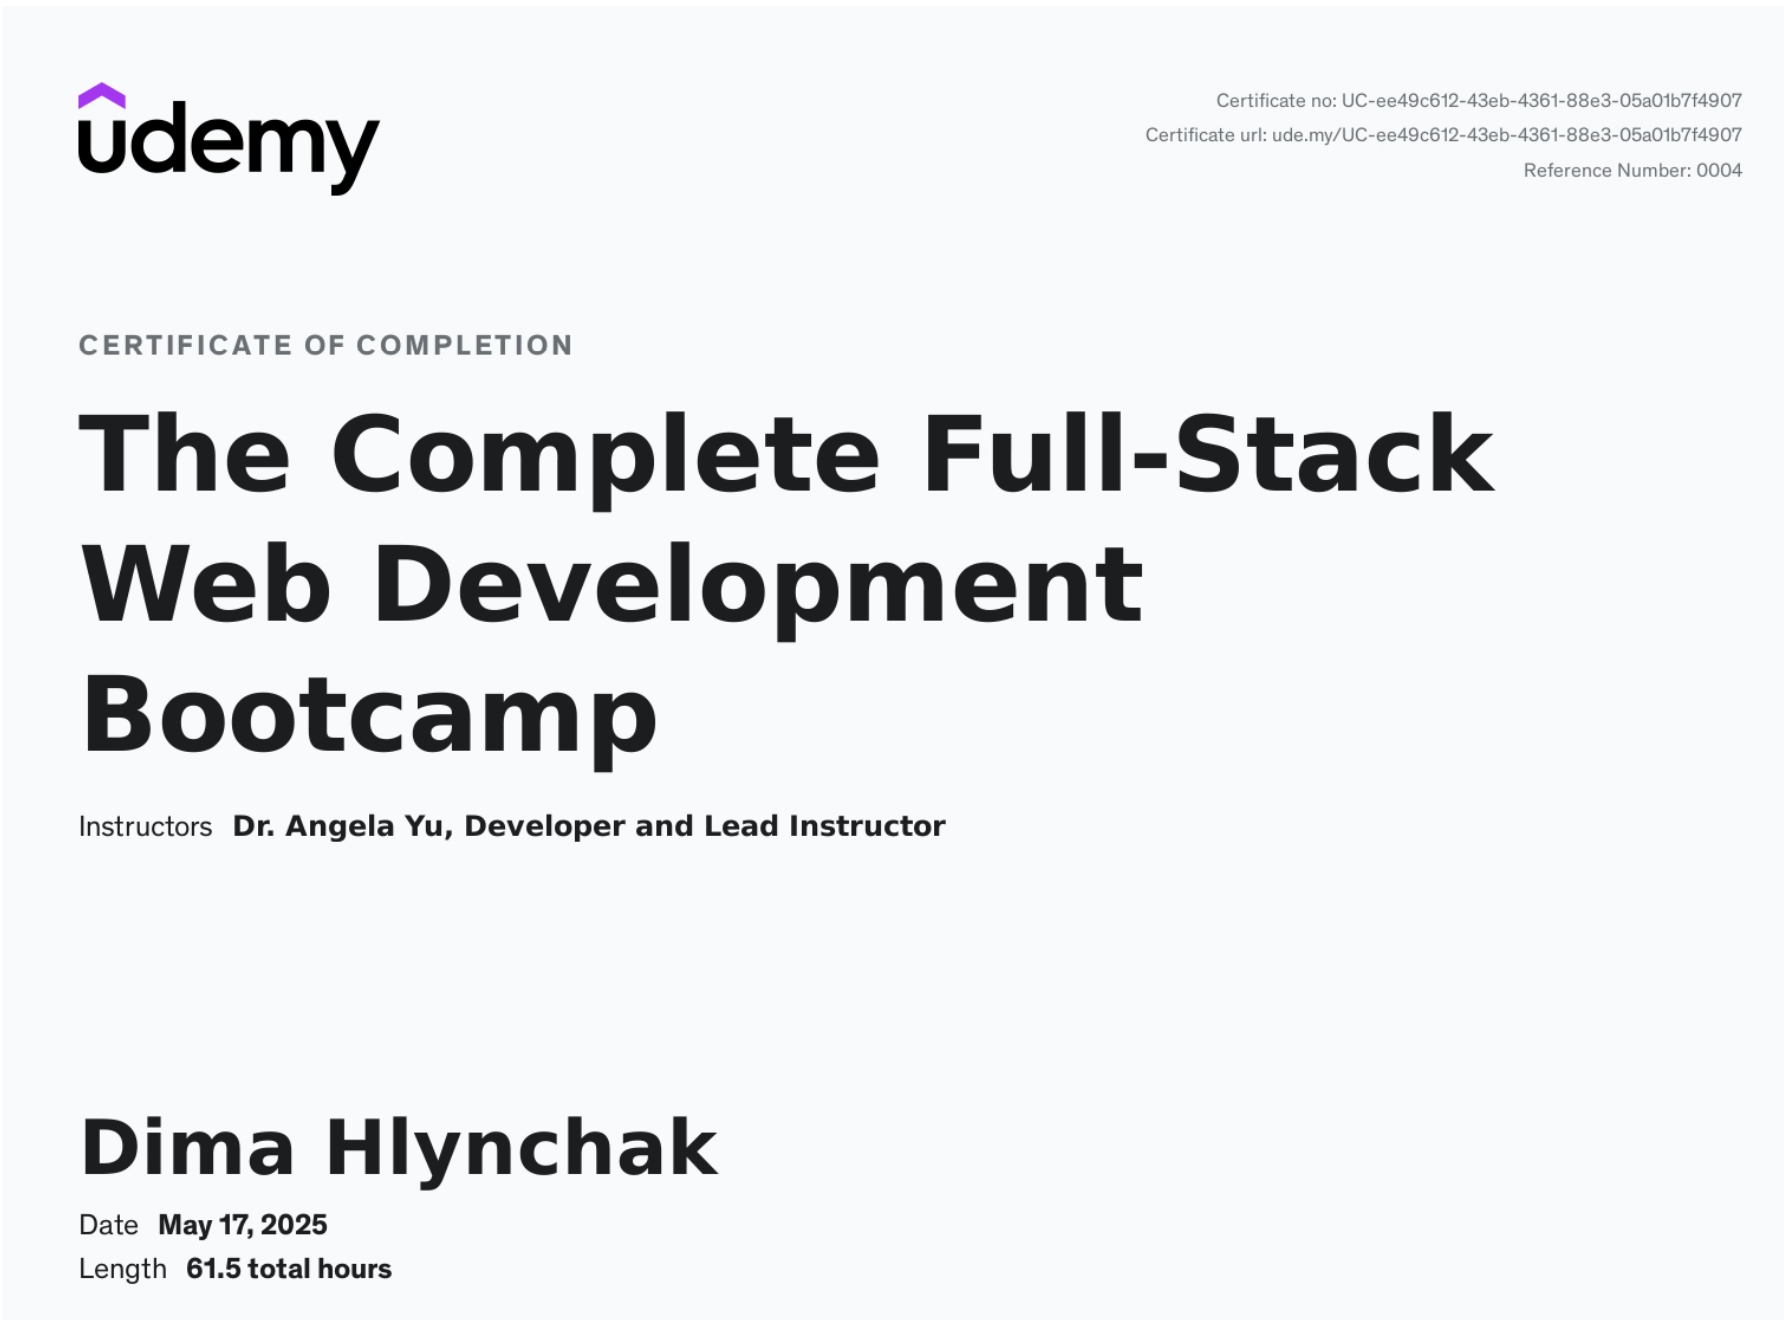 udemy
Certificate no: UC-ee49c612-43eb-4361-88e3-05a01b7f4907
Certificate url: ude.my/UC-ee49c612-43eb-4361-88e3-05a01b7f4907
Reference Number: 0004
CERTIFICATE OF COMPLETION
The Complete Full-Stack
Web Development
Bootcamp
Instructors Dr. Angela Yu, Developer and Lead Instructor
Dima Hlynchak
Date May 17, 2025
Length 61.5 total hours